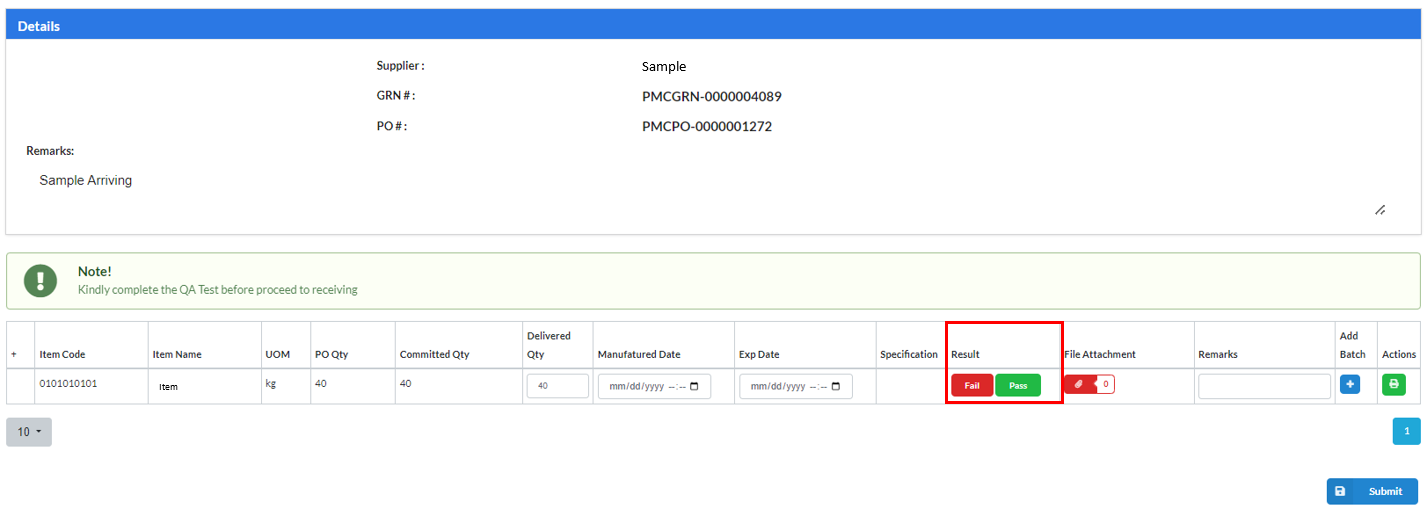 Details
Supplier : Sample
GRN # : PMCGRN-0000004089
PO # : PMCPO-0000001272
Remarks:
Sample Arriving
Note!
Kindly complete the QA Test before proceed to receiving
+ Item Code Item Name UOM PO Qty Committed Qty Delivered Qty Manufatured Date Exp Date Specification Result File Attachment Remarks Add Batch Actions
0101010101 Item kg 40 40 40 mm/dd/yyyy --:-- mm/dd/yyyy --:-- Fail Pass 0 +
10 1
Submit